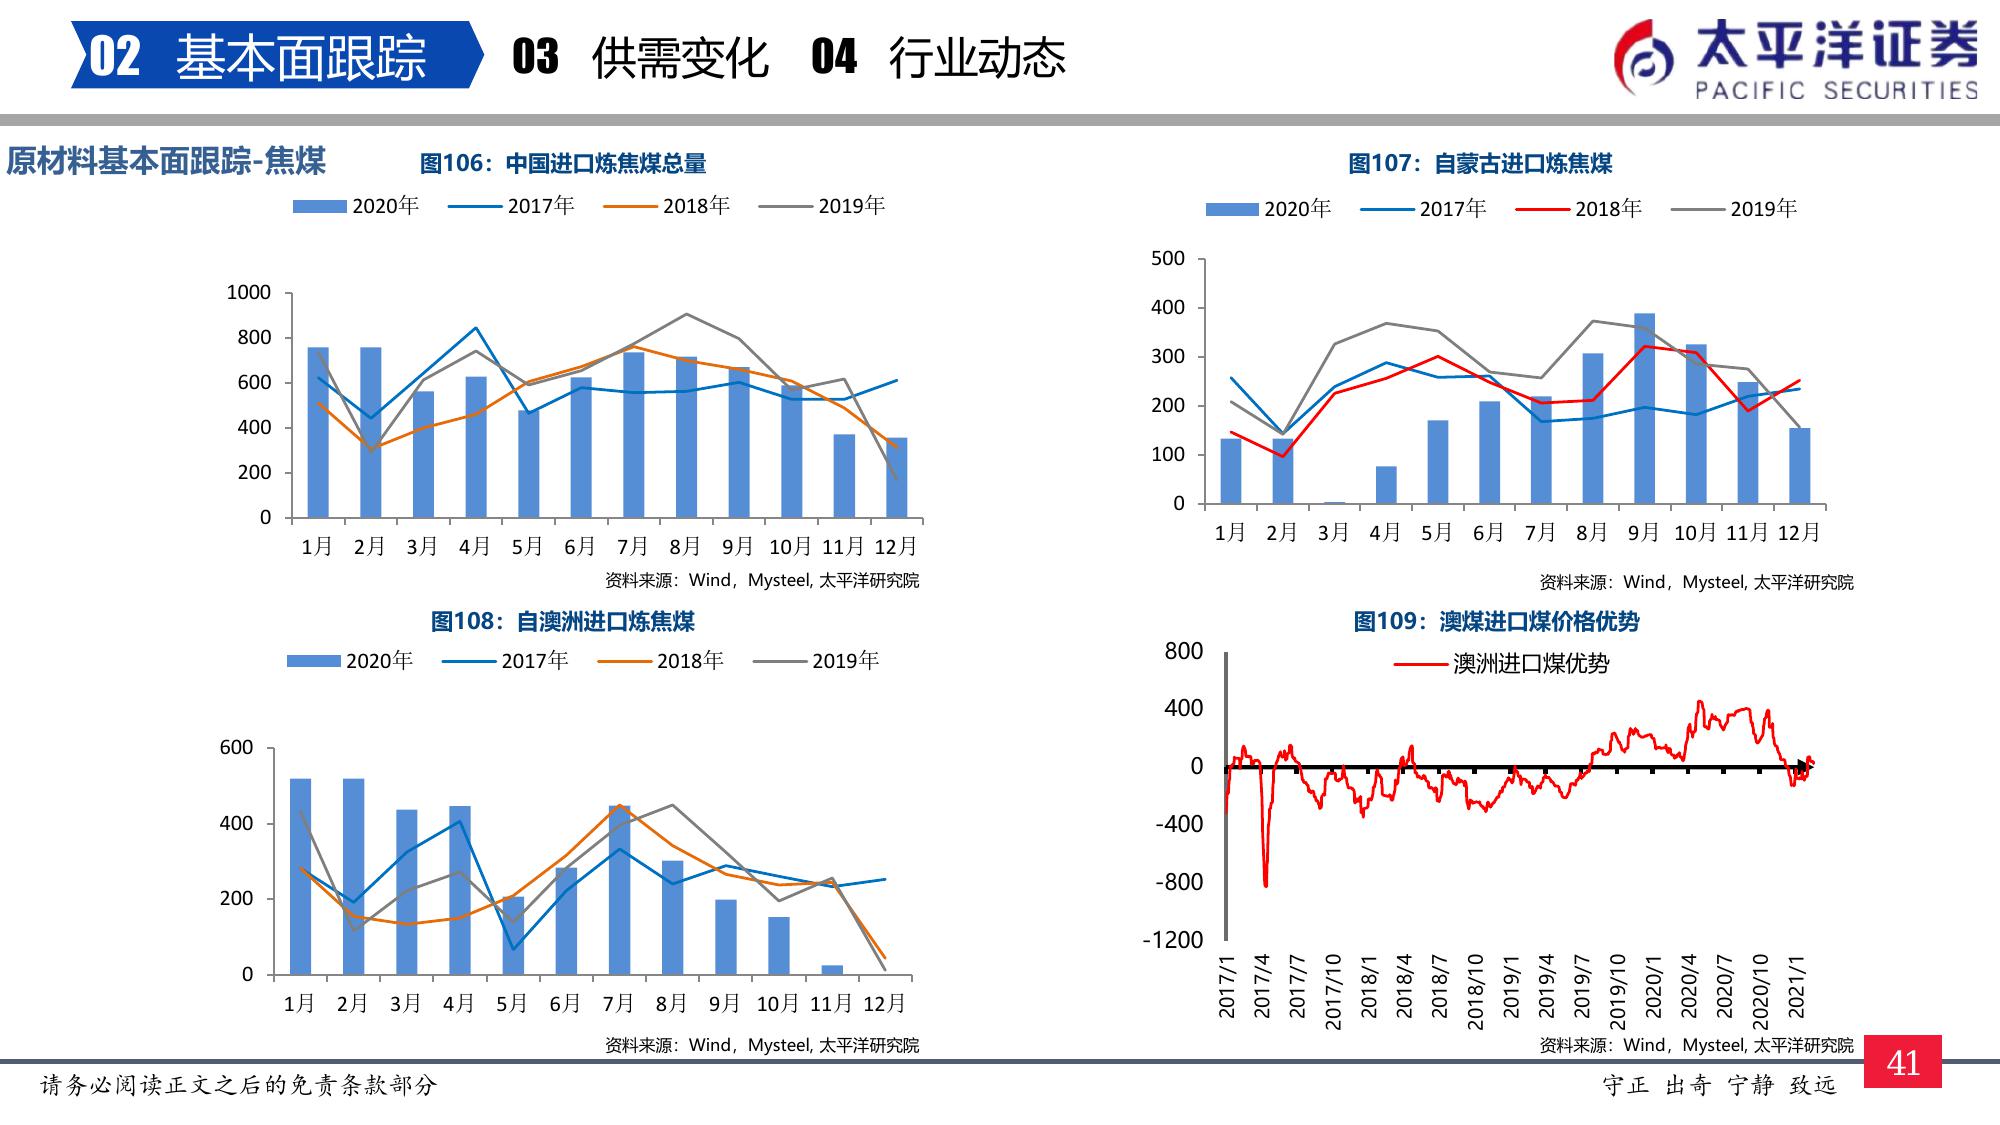 02 基本面跟踪 03 供需变化 04 行业动态
太平洋证券
PACIFIC SECURITIES
原材料基本面跟踪-焦煤
图106：中国进口炼焦煤总量
2020年 2017年 2018年 2019年
1000
800
600
400
200
0
1月 2月 3月 4月 5月 6月 7月 8月 9月 10月 11月 12月
资料来源：Wind，Mysteel, 太平洋研究院
图107：自蒙古进口炼焦煤
2020年 2017年 2018年 2019年
500
400
300
200
100
0
1月 2月 3月 4月 5月 6月 7月 8月 9月 10月 11月 12月
资料来源：Wind，Mysteel, 太平洋研究院
图108：自澳洲进口炼焦煤
2020年 2017年 2018年 2019年
600
400
200
0
1月 2月 3月 4月 5月 6月 7月 8月 9月 10月 11月 12月
资料来源：Wind，Mysteel, 太平洋研究院
图109：澳煤进口煤价格优势
澳洲进口煤优势
800
400
0
-400
-800
-1200
2017/1 2017/4 2017/7 2017/10 2018/1 2018/4 2018/7 2018/10 2019/1 2019/4 2019/7 2019/10 2020/1 2020/4 2020/7 2020/10 2021/1
资料来源：Wind，Mysteel, 太平洋研究院
请务必阅读正文之后的免责条款部分
守正 出奇 宁静 致远
41